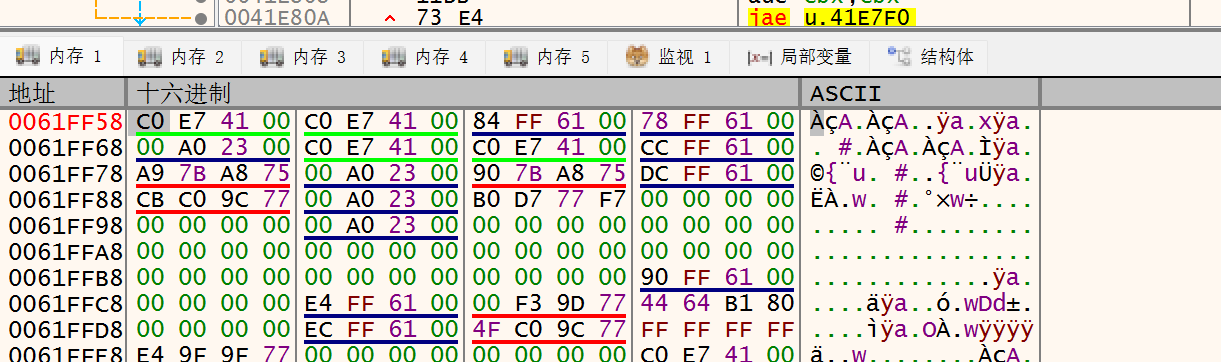 0041E80A 73 E4 jae u.41E7F0
内存 1 内存 2 内存 3 内存 4 内存 5 监视 1 |x=| 局部变量 结构体
地址 十六进制 ASCII
0061FF58 C0 E7 41 00 C0 E7 41 00 84 FF 61 00 78 FF 61 00 ÀçA.ÀçA..ÿa.xÿa.
0061FF68 00 A0 23 00 C0 E7 41 00 C0 E7 41 00 CC FF 61 00 . #.ÀçA.ÀçA.Ìÿa.
0061FF78 A9 7B A8 75 00 A0 23 00 90 7B A8 75 DC FF 61 00 ©{¨u. #..{¨uÜÿa.
0061FF88 CB C0 9C 77 00 A0 23 00 B0 D7 77 F7 00 00 00 00 ËÀ.w. #.°×w÷....
0061FF98 00 00 00 00 00 A0 23 00 00 00 00 00 00 00 00 00 ..... #.........
0061FFA8 00 00 00 00 00 00 00 00 00 00 00 00 00 00 00 00 ................
0061FFB8 00 00 00 00 00 00 00 00 00 00 00 00 90 FF 61 00 .............ÿa.
0061FFC8 00 00 00 00 E4 FF 61 00 00 F3 9D 77 44 64 B1 80 ....äÿa..ó.wDd±.
0061FFD8 00 00 00 00 EC FF 61 00 4F C0 9C 77 FF FF FF FF ....ìÿa.OÀ.wÿÿÿÿ
0061FFE8 E4 9F 9F 77 00 00 00 00 00 00 00 00 C0 E7 41 00 ä..w........ÀçA.